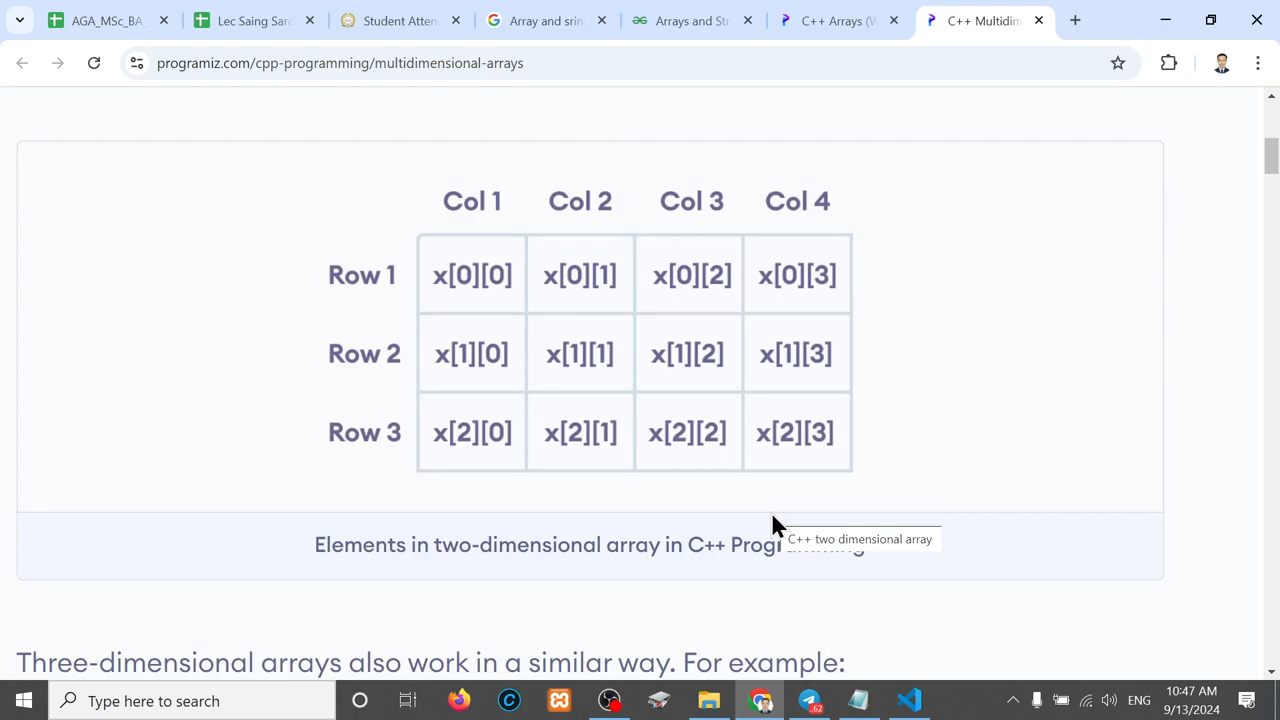 AGA_MSc_BA_
Lec Saing Saro
Student Atten
Array and srin
Arrays and Str
C++ Arrays (W
C++ Multidim
programiz.com/cpp-programming/multidimensional-arrays
Col 1 Col 2 Col 3 Col 4
Row 1 x[0][0] x[0][1] x[0][2] x[0][3]
Row 2 x[1][0] x[1][1] x[1][2] x[1][3]
Row 3 x[2][0] x[2][1] x[2][2] x[2][3]
Elements in two-dimensional array in C++
C++ two dimensional array
Three-dimensional arrays also work in a similar way. For example:
Type here to search
62
ENG
10:47 AM
9/13/2024